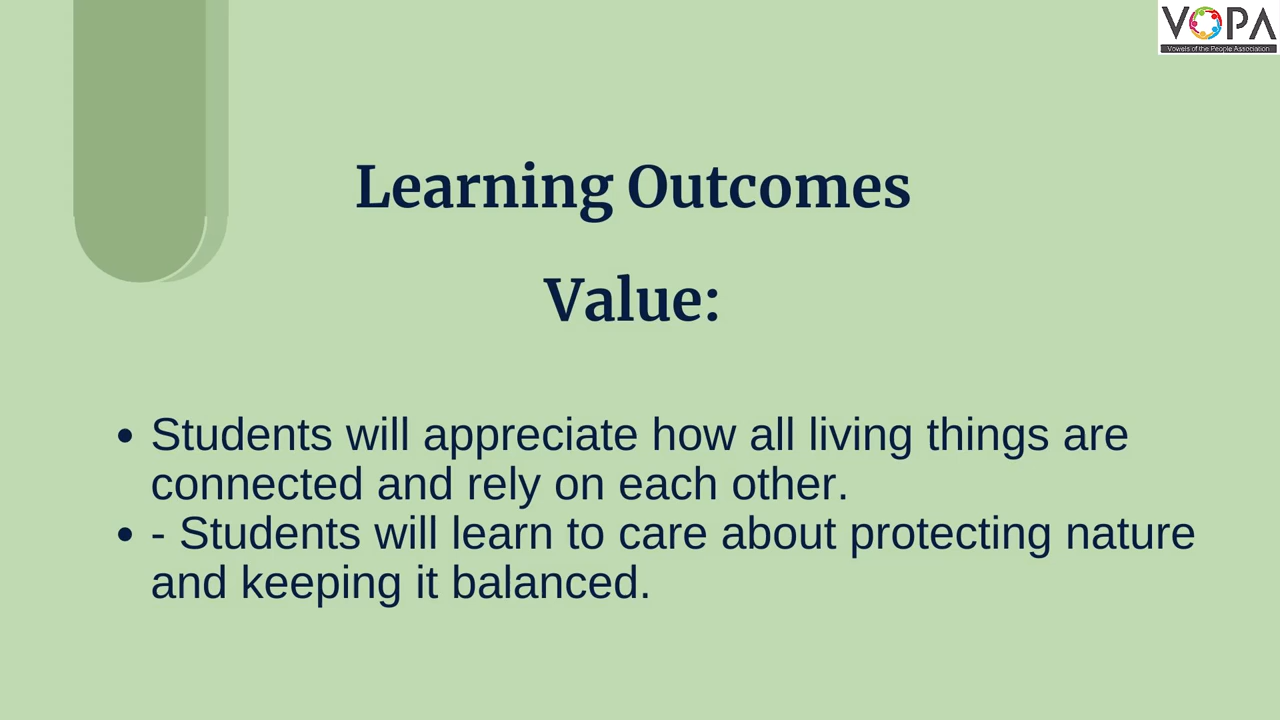 VOPA
Vowels of the People Association
Learning Outcomes
Value:
• Students will appreciate how all living things are
connected and rely on each other.
• - Students will learn to care about protecting nature
and keeping it balanced.